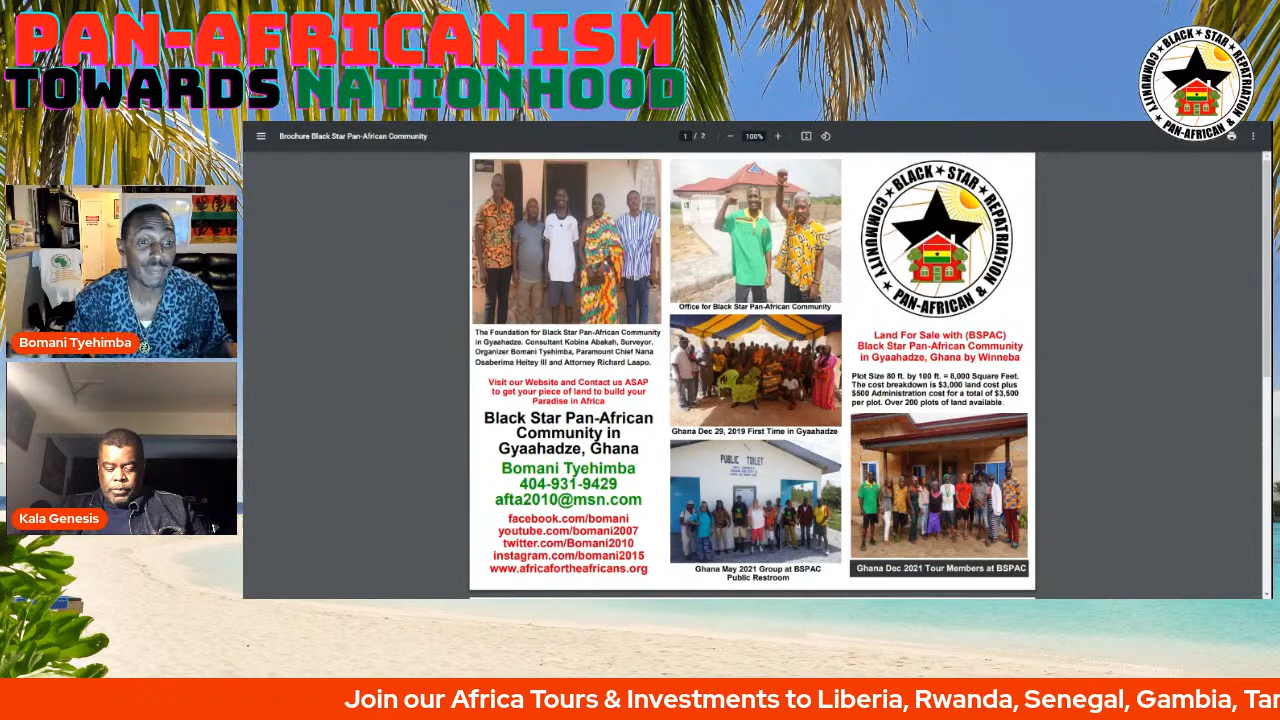 PAN-AFRICANISM
TOWARDS NATIONHOOD
BLACK STAR REPATRIATION
COMMUNITY PAN-AFRICAN &
Brochure Black Star Pan-African Community
1 / 2
100%
Bomani Tyehimba
Kala Genesis
The Foundation for Black Star Pan-African Community
in Gyaahadze. Consultant Kobina Abakah, Surveyor,
Organizer Bomani Tyehimba, Paramount Chief Nana
Osaberima Heitey III and Attorney Richard Laapo.
Visit our Website and Contact us ASAP
to get your piece of land to build your
Paradise in Africa
Black Star Pan-African
Community in
Gyaahadze, Ghana
Bomani Tyehimba
404-931-9429
afta2010@msn.com
facebook.com/bomani
youtube.com/bomani2007
twitter.com/Bomani2010
instagram.com/bomani2015
www.africafortheafricans.org
Office for Black Star Pan-African Community
Ghana Dec 29, 2019 First Time in Gyaahadze
PUBLIC TOILET
Ghana May 2021 Group at BSPAC
Public Restroom
BLACK STAR REPATRIATION
COMMUNITY PAN-AFRICAN &
Land For Sale with (BSPAC)
Black Star Pan-African Community
in Gyaahadze, Ghana by Winneba
Plot Size 80 ft. by 100 ft. = 8,000 Square Feet.
The cost breakdown is $3,000 land cost plus
$500 Administration cost for a total of $3,500
per plot. Over 200 plots of land available.
Ghana Dec 2021 Tour Members at BSPAC
Join our Africa Tours & Investments to Liberia, Rwanda, Senegal, Gambia, Tan